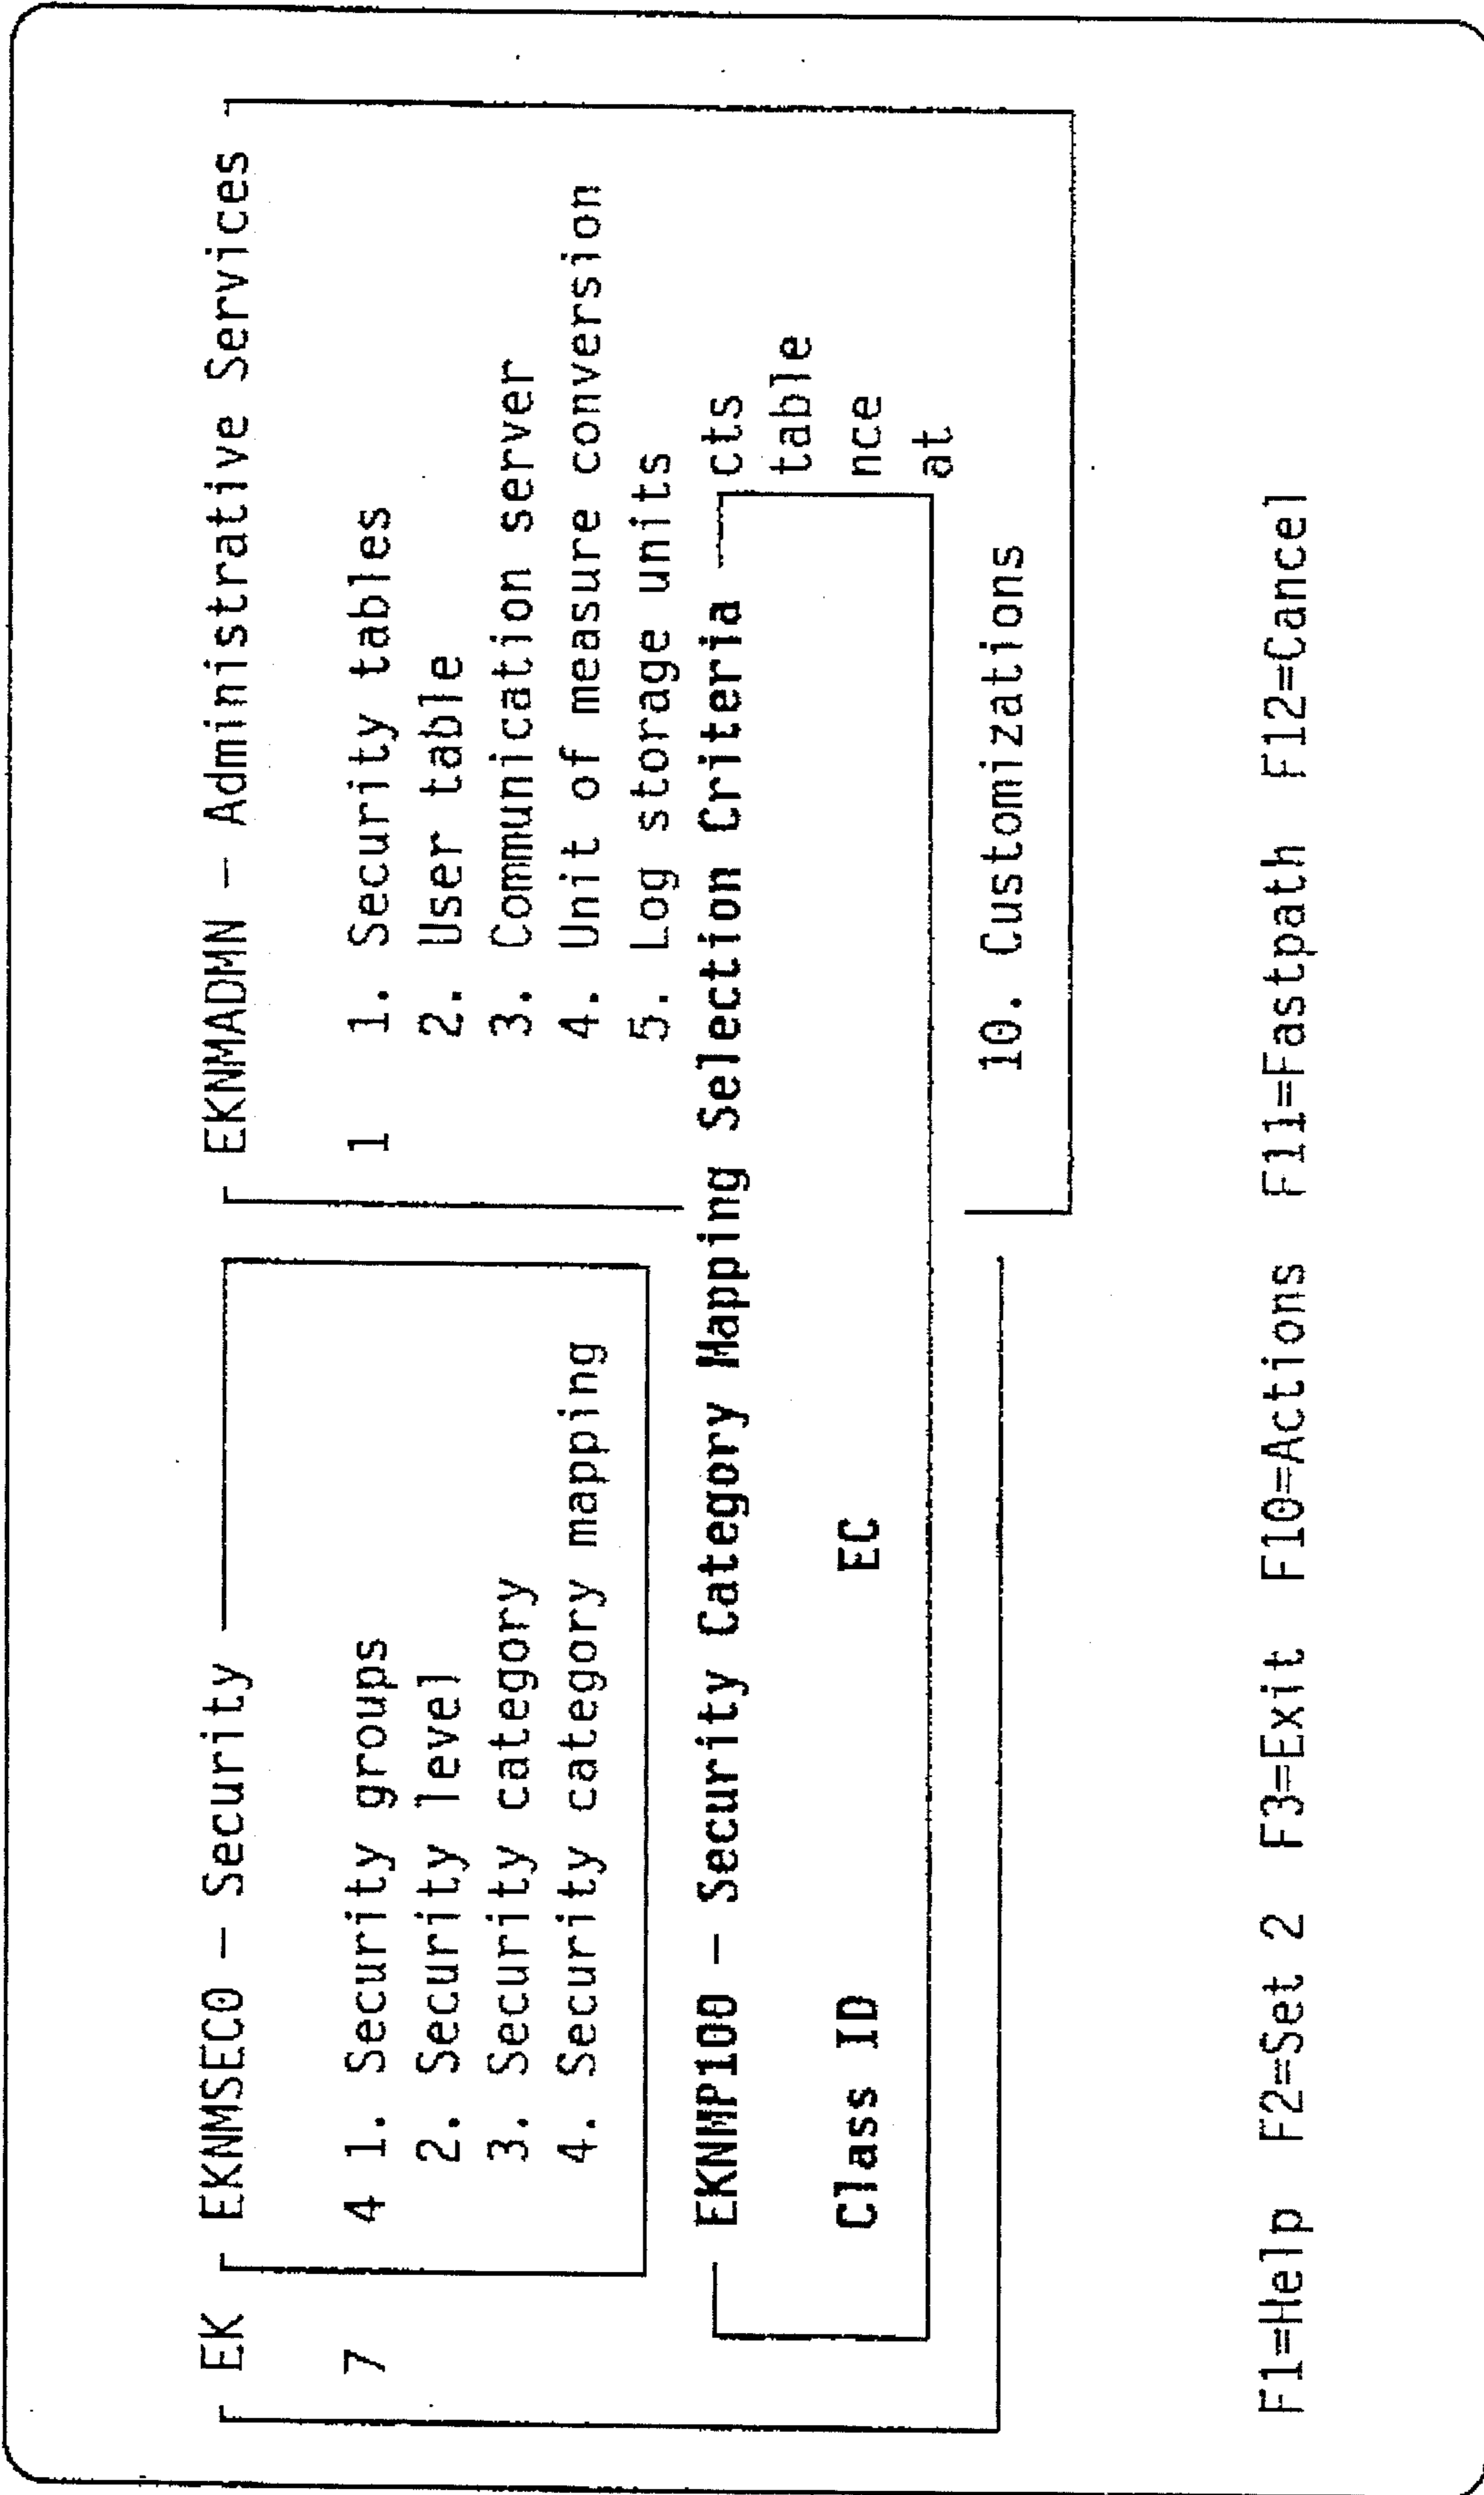 EK EKNMSEC0 – Security EKNMADMN – Administrative Services
7 4 1. Security groups 1 1. Security tables
2. Security level 2. User table
3. Security category 3. Communication server
4. Security category mapping 4. Unit of measure conversion
5. Log storage units
EKNMP100 – Security Category Mapping Selection Criteria cts
table
Class ID EC nce
at
10. Customizations
F1=Help F2=Set 2 F3=Exit F10=Actions F11=Fastpath F12=Cancel